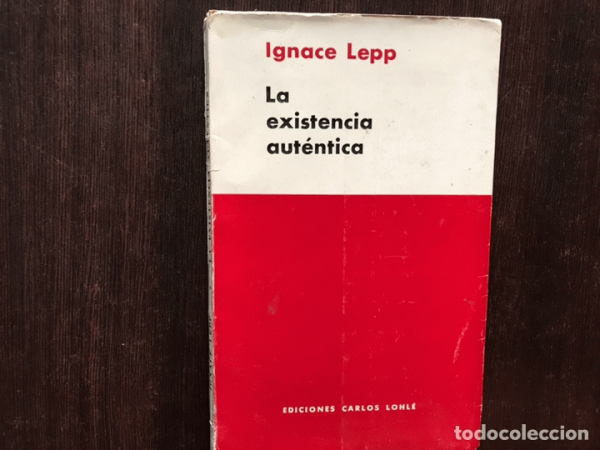 Ignace Lepp
La
existencia
auténtica
EDICIONES CARLOS LOHLÉ
todocoleccion